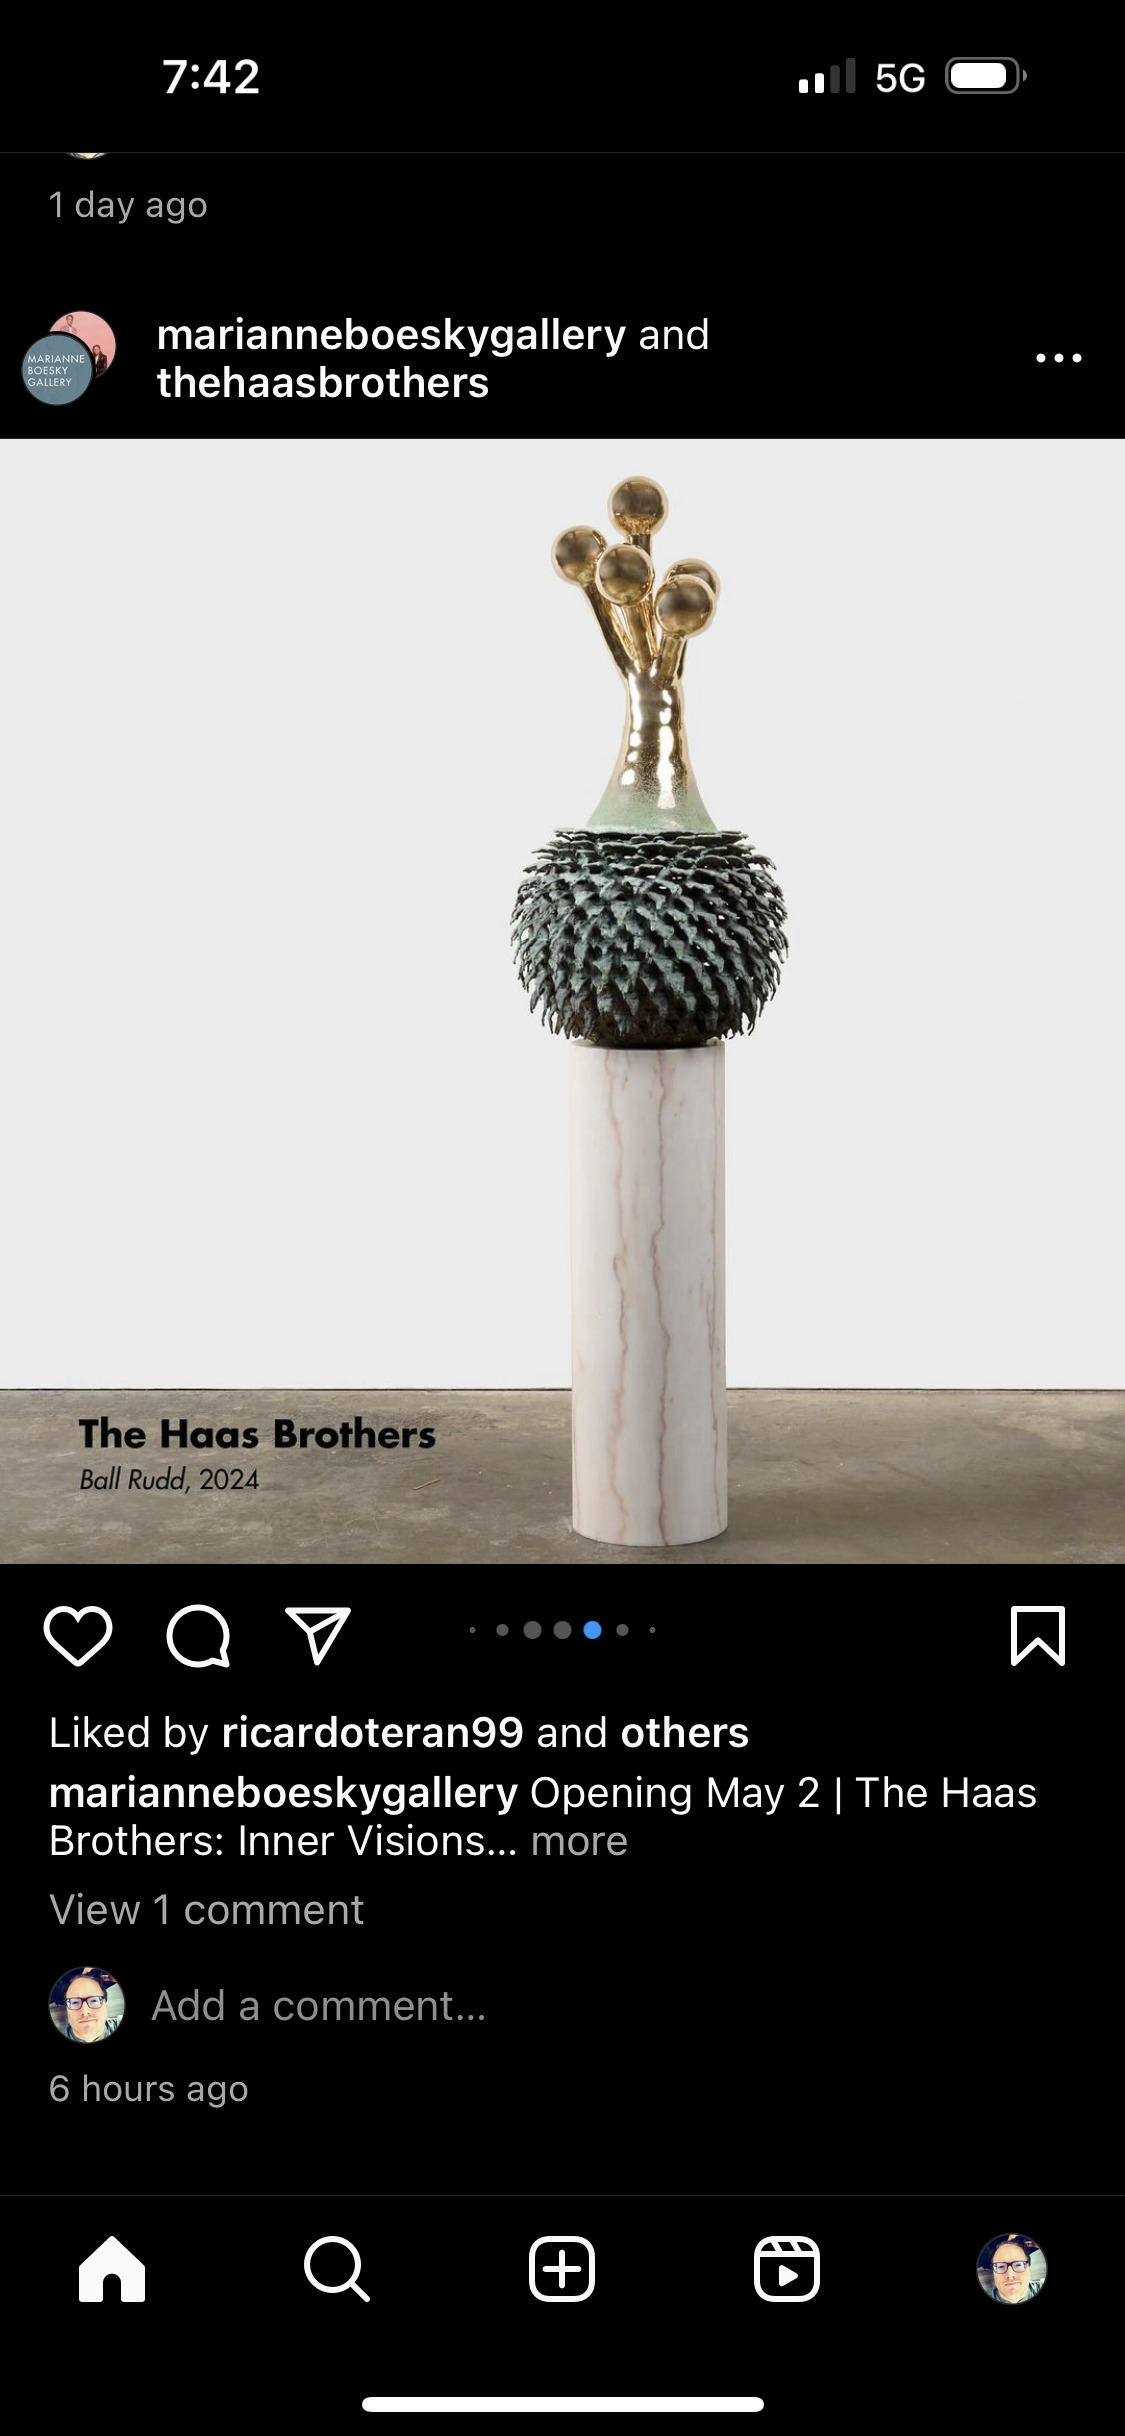 7:42
5G
1 day ago
MARIANNE
BOESKY
GALLERY
marianneboeskygallery and
thehaasbrothers
The Haas Brothers
Ball Rudd, 2024
Liked by ricardoteran99 and others
marianneboeskygallery Opening May 2 | The Haas
Brothers: Inner Visions... more
View 1 comment
Add a comment...
6 hours ago